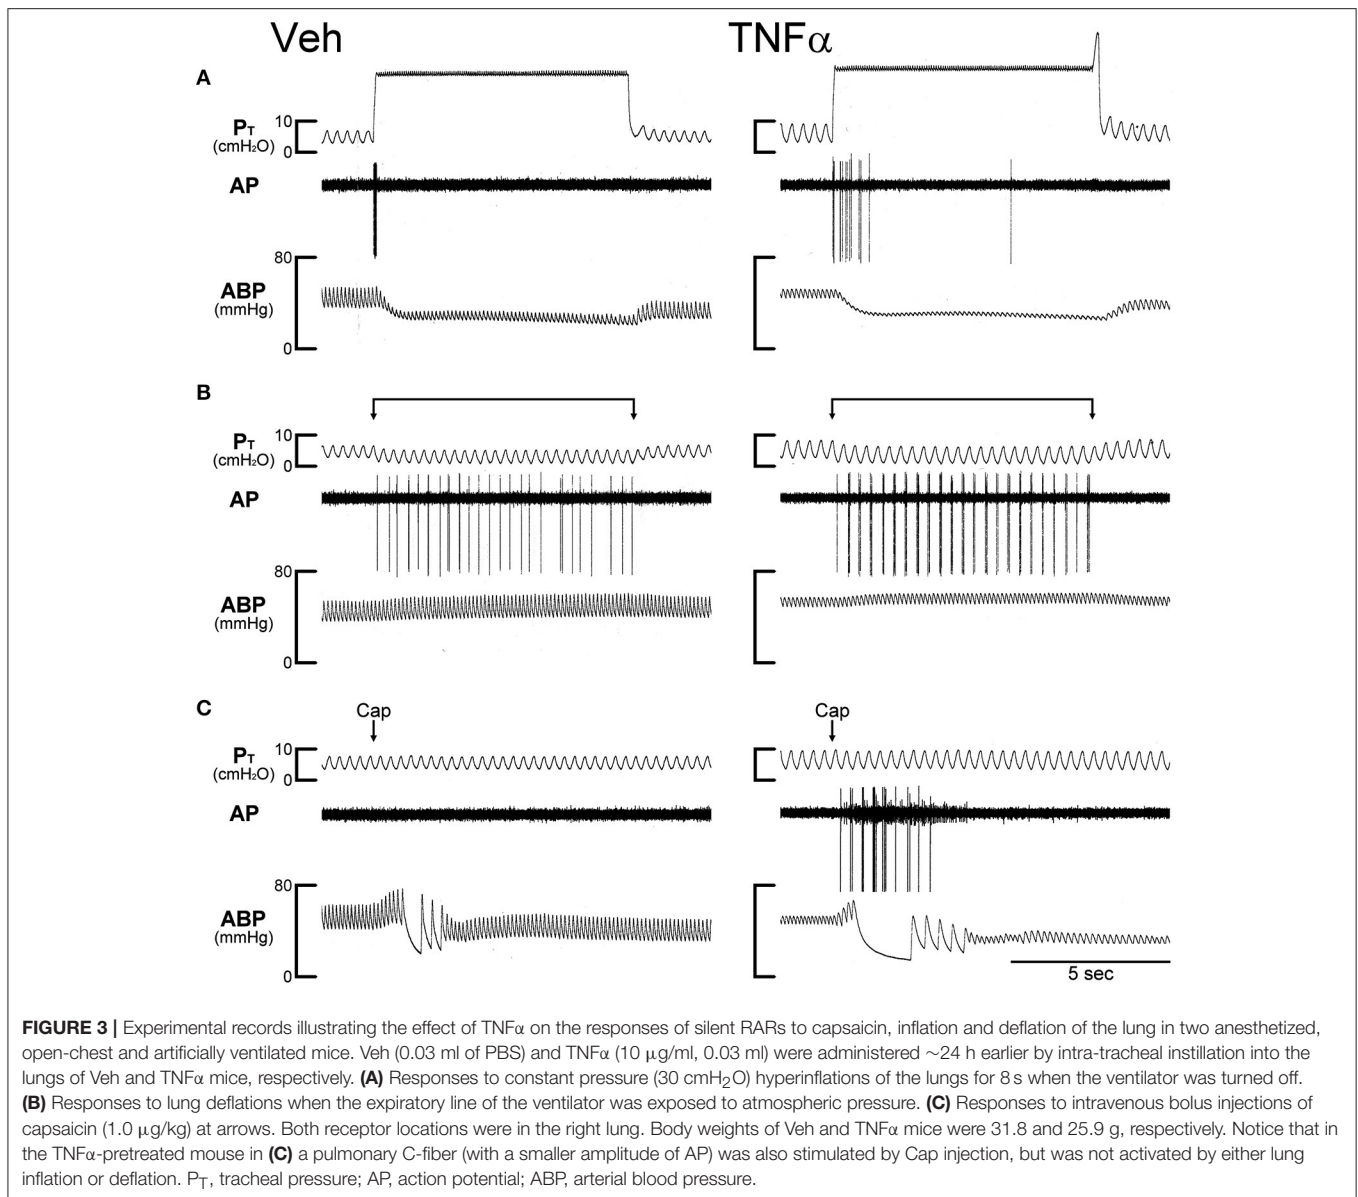 Veh TNFα
A
10
PT
(cmH2O)
0
AP
80
ABP
(mmHg)
0
B
10
PT
(cmH2O)
0
AP
80
ABP
(mmHg)
0
C
Cap Cap
10
PT
(cmH2O)
0
AP
80
ABP
(mmHg)
0
5 sec
FIGURE 3 | Experimental records illustrating the effect of TNFα on the responses of silent RARs to capsaicin, inflation and deflation of the lung in two anesthetized,
open-chest and artificially ventilated mice. Veh (0.03 ml of PBS) and TNFα (10 μg/ml, 0.03 ml) were administered ∼24 h earlier by intra-tracheal instillation into the
lungs of Veh and TNFα mice, respectively. (A) Responses to constant pressure (30 cmH2O) hyperinflations of the lungs for 8 s when the ventilator was turned off.
(B) Responses to lung deflations when the expiratory line of the ventilator was exposed to atmospheric pressure. (C) Responses to intravenous bolus injections of
capsaicin (1.0 μg/kg) at arrows. Both receptor locations were in the right lung. Body weights of Veh and TNFα mice were 31.8 and 25.9 g, respectively. Notice that in
the TNFα-pretreated mouse in (C) a pulmonary C-fiber (with a smaller amplitude of AP) was also stimulated by Cap injection, but was not activated by either lung
inflation or deflation. PT, tracheal pressure; AP, action potential; ABP, arterial blood pressure.